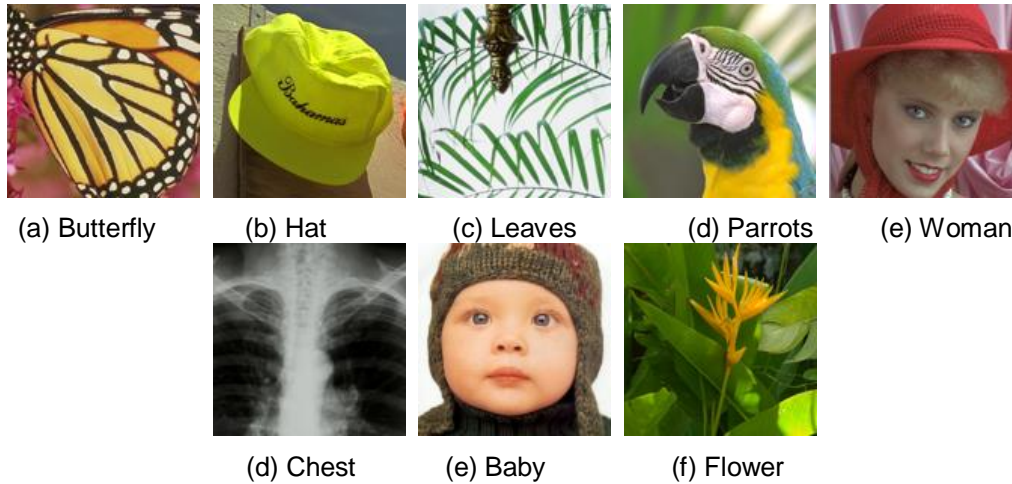 Bahamas
(a) Butterfly (b) Hat (c) Leaves (d) Parrots (e) Woman
(d) Chest (e) Baby (f) Flower